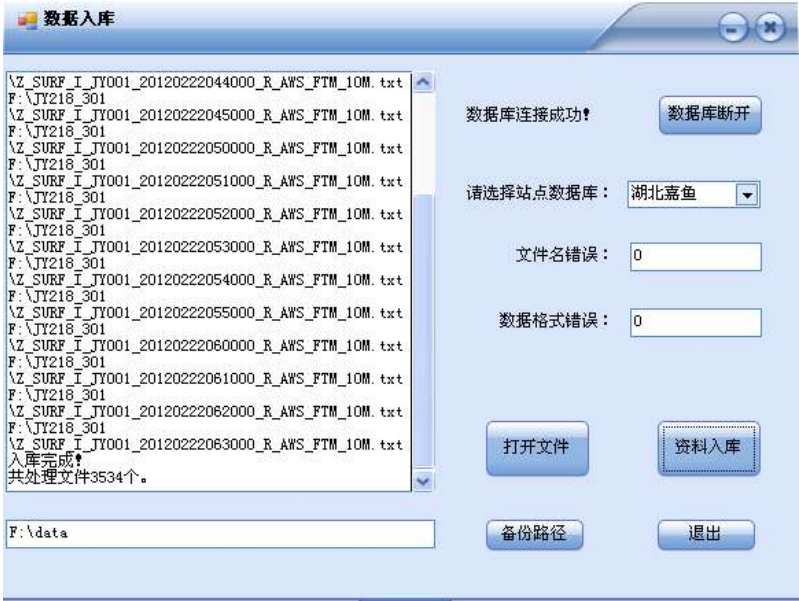 数据入库
\Z_SURF_I_JY001_20120222044000_R_AWS_FTM_10M.txt
F:\JY218_301
\Z_SURF_I_JY001_20120222045000_R_AWS_FTM_10M.txt
F:\JY218_301
\Z_SURF_I_JY001_20120222050000_R_AWS_FTM_10M.txt
F:\JY218_301
\Z_SURF_I_JY001_20120222051000_R_AWS_FTM_10M.txt
F:\JY218_301
\Z_SURF_I_JY001_20120222052000_R_AWS_FTM_10M.txt
F:\JY218_301
\Z_SURF_I_JY001_20120222053000_R_AWS_FTM_10M.txt
F:\JY218_301
\Z_SURF_I_JY001_20120222054000_R_AWS_FTM_10M.txt
F:\JY218_301
\Z_SURF_I_JY001_20120222055000_R_AWS_FTM_10M.txt
F:\JY218_301
\Z_SURF_I_JY001_20120222060000_R_AWS_FTM_10M.txt
F:\JY218_301
\Z_SURF_I_JY001_20120222061000_R_AWS_FTM_10M.txt
F:\JY218_301
\Z_SURF_I_JY001_20120222062000_R_AWS_FTM_10M.txt
F:\JY218_301
\Z_SURF_I_JY001_20120222063000_R_AWS_FTM_10M.txt
入库完成!
共处理文件3534个。
F:\data
数据库连接成功! 数据库断开
请选择站点数据库: 湖北嘉鱼
文件名错误: 0
数据格式错误: 0
打开文件 资料入库
备份路径 退出